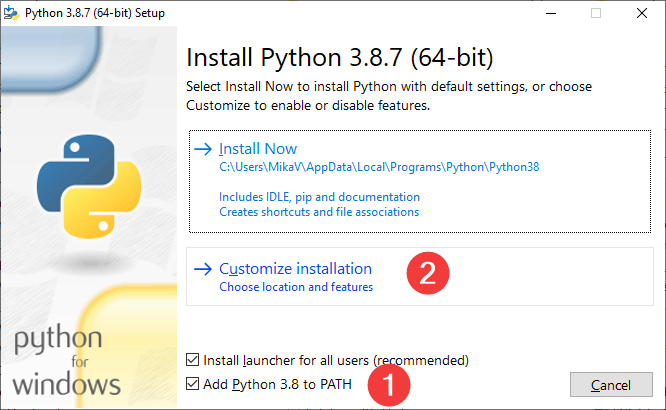 Python 3.8.7 (64-bit) Setup
Install Python 3.8.7 (64-bit)
Select Install Now to install Python with default settings, or choose
Customize to enable or disable features.
Install Now
C:\Users\MikaV\AppData\Local\Programs\Python\Python38
Includes IDLE, pip and documentation
Creates shortcuts and file associations
Customize installation
2
Choose location and features
python
for
windows
Install launcher for all users (recommended)
Add Python 3.8 to PATH
1
Cancel